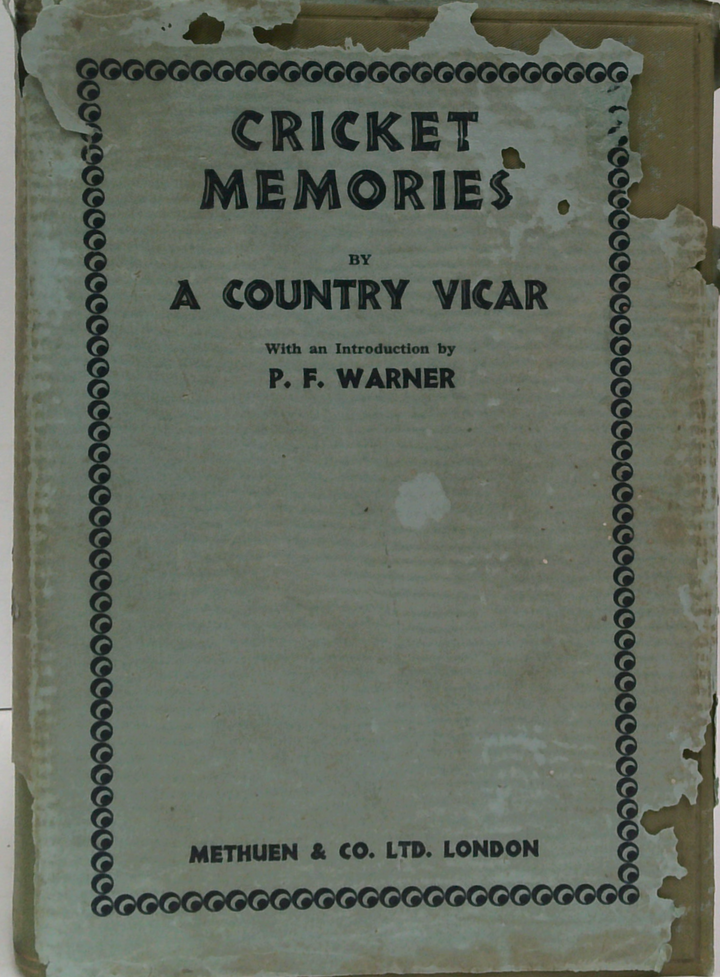 CRICKET
MEMORIES
BY
A COUNTRY VICAR
With an Introduction by
P. F. WARNER
METHUEN & CO. LTD. LONDON